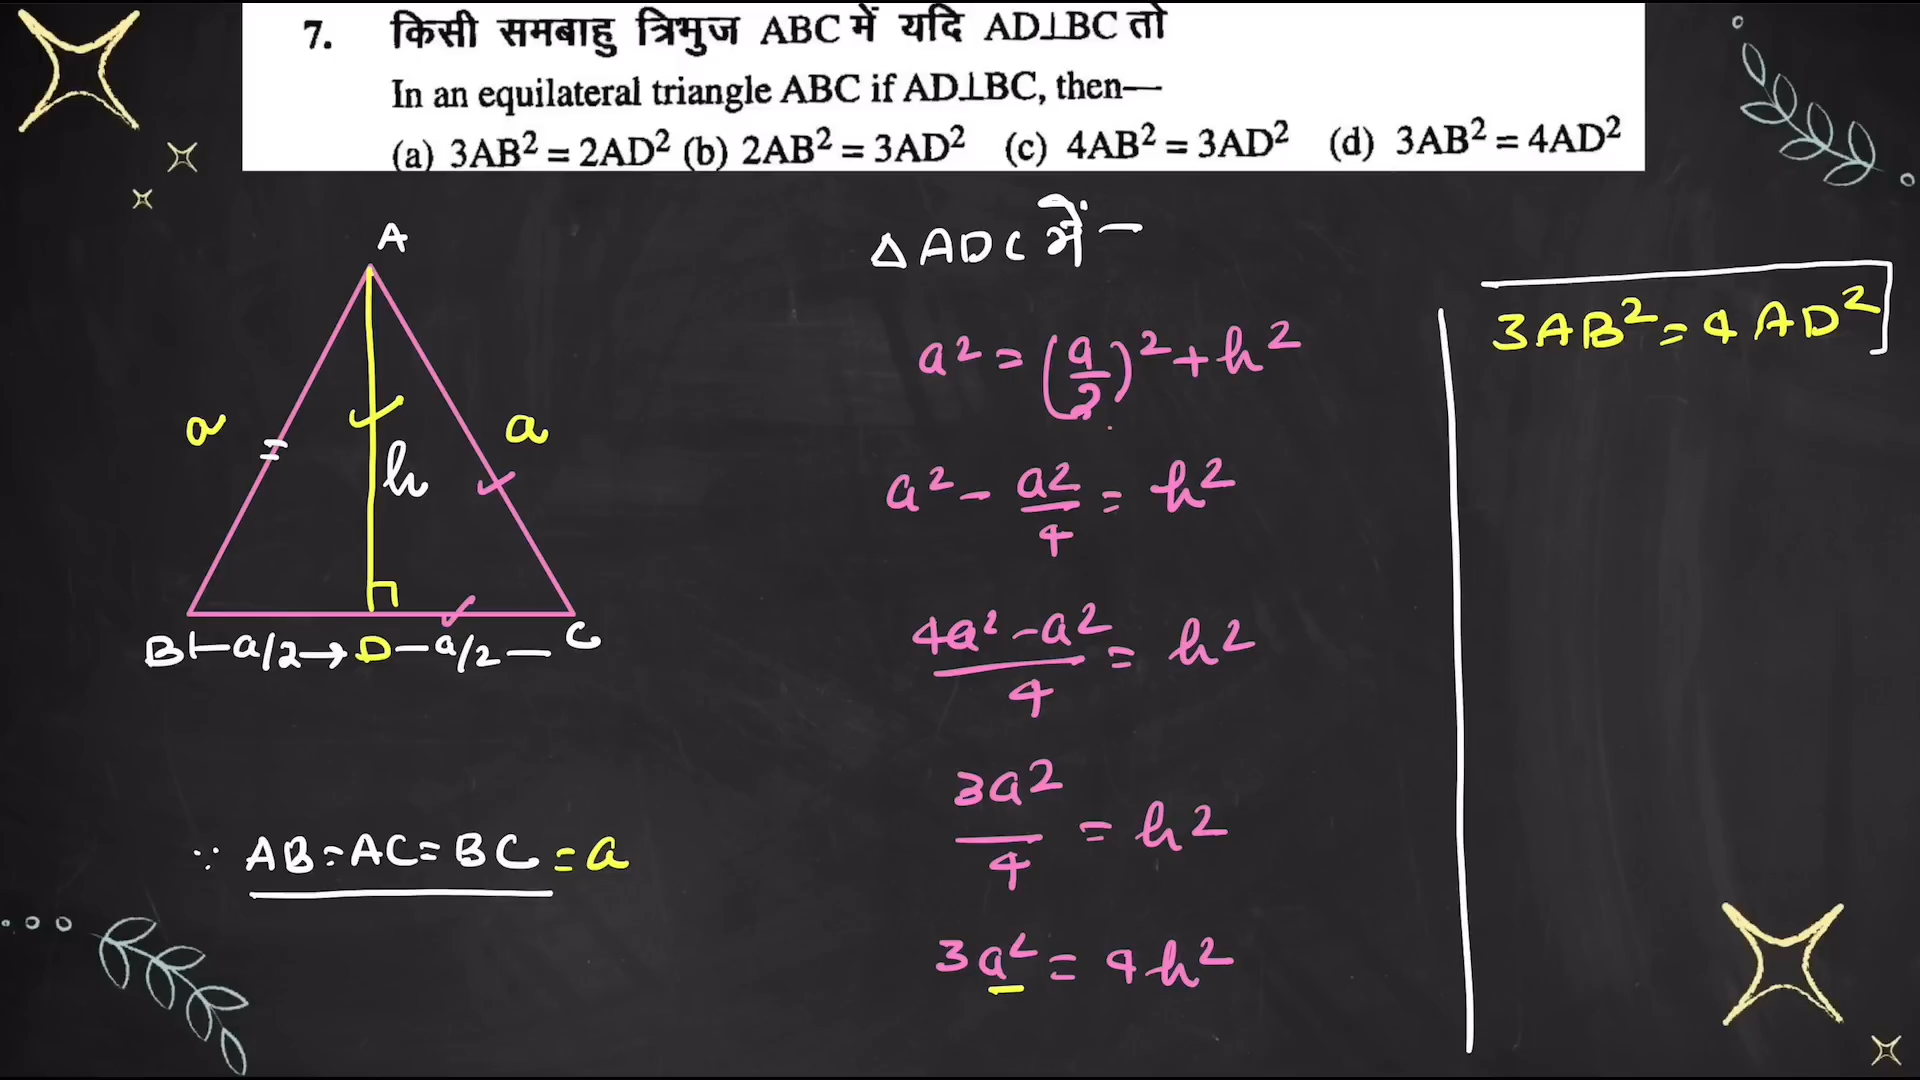 7. किसी समबाहु त्रिभुज ABC में यदि AD⊥BC तो
In an equilateral triangle ABC if AD⊥BC, then—
(a) 3AB² = 2AD² (b) 2AB² = 3AD² (c) 4AB² = 3AD² (d) 3AB² = 4AD²
A
a
a
h
B ⊢a/2→ D —a/2— C
∵ AB=AC=BC = a
△ADC में —
a² = (a/2)² + h²
a² - a²/4 = h²
(4a² - a²)/4 = h²
3a²/4 = h²
3a² = 4h²
3AB² = 4AD²